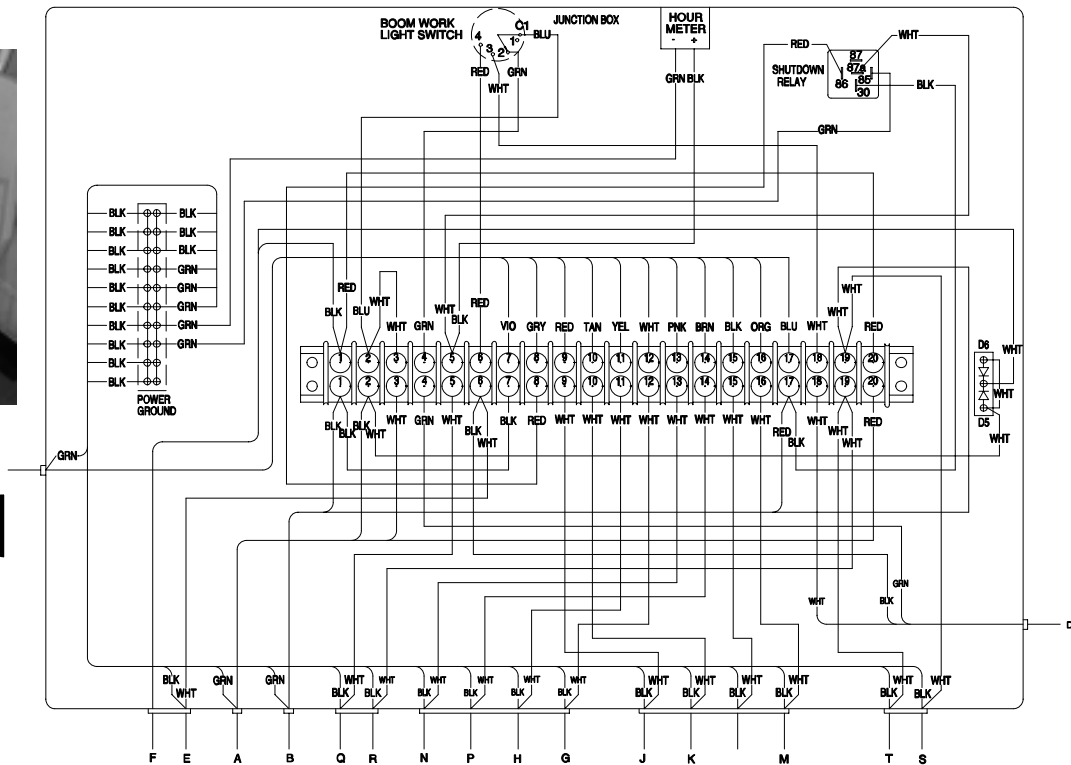 BOOM WORK
LIGHT SWITCH
4
3
2
1
C1
BLU
JUNCTION BOX
HOUR
METER
- +
RED
WHT
GRN
GRN BLK
RED
WHT
SHUTDOWN
RELAY
87
87a
86
85
30
BLK
GRN
BLK BLK
BLK BLK
BLK BLK
BLK GRN
BLK GRN
BLK GRN
BLK GRN
BLK GRN
BLK
BLK
POWER
GROUND
GRN
RED
BLK
BLU
WHT
WHT
GRN
WHT
BLK
RED
VIO GRY RED TAN YEL WHT PNK BRN BLK ORG BLU WHT
WHT
WHT
RED
1 2 3 4 5 6 7 8 9 10 11 12 13 14 15 16 17 18 19 20
1 2 3 4 5 6 7 8 9 10 11 12 13 14 15 16 17 18 19 20
BLK
BLK
BLK
WHT
WHT GRN WHT
BLK
WHT
BLK RED WHT WHT WHT WHT WHT WHT WHT WHT
RED
BLK
WHT
WHT
WHT
RED
D6
WHT
WHT
D5
WHT
GRN
WHT
BLK
BLK
WHT
GRN
GRN
BLK WHT
BLK WHT
BLK WHT
BLK WHT
BLK WHT
BLK WHT
BLK WHT
BLK WHT
BLK WHT
BLK WHT
BLK WHT
BLK WHT
F E A B Q R N P H G J K M T S